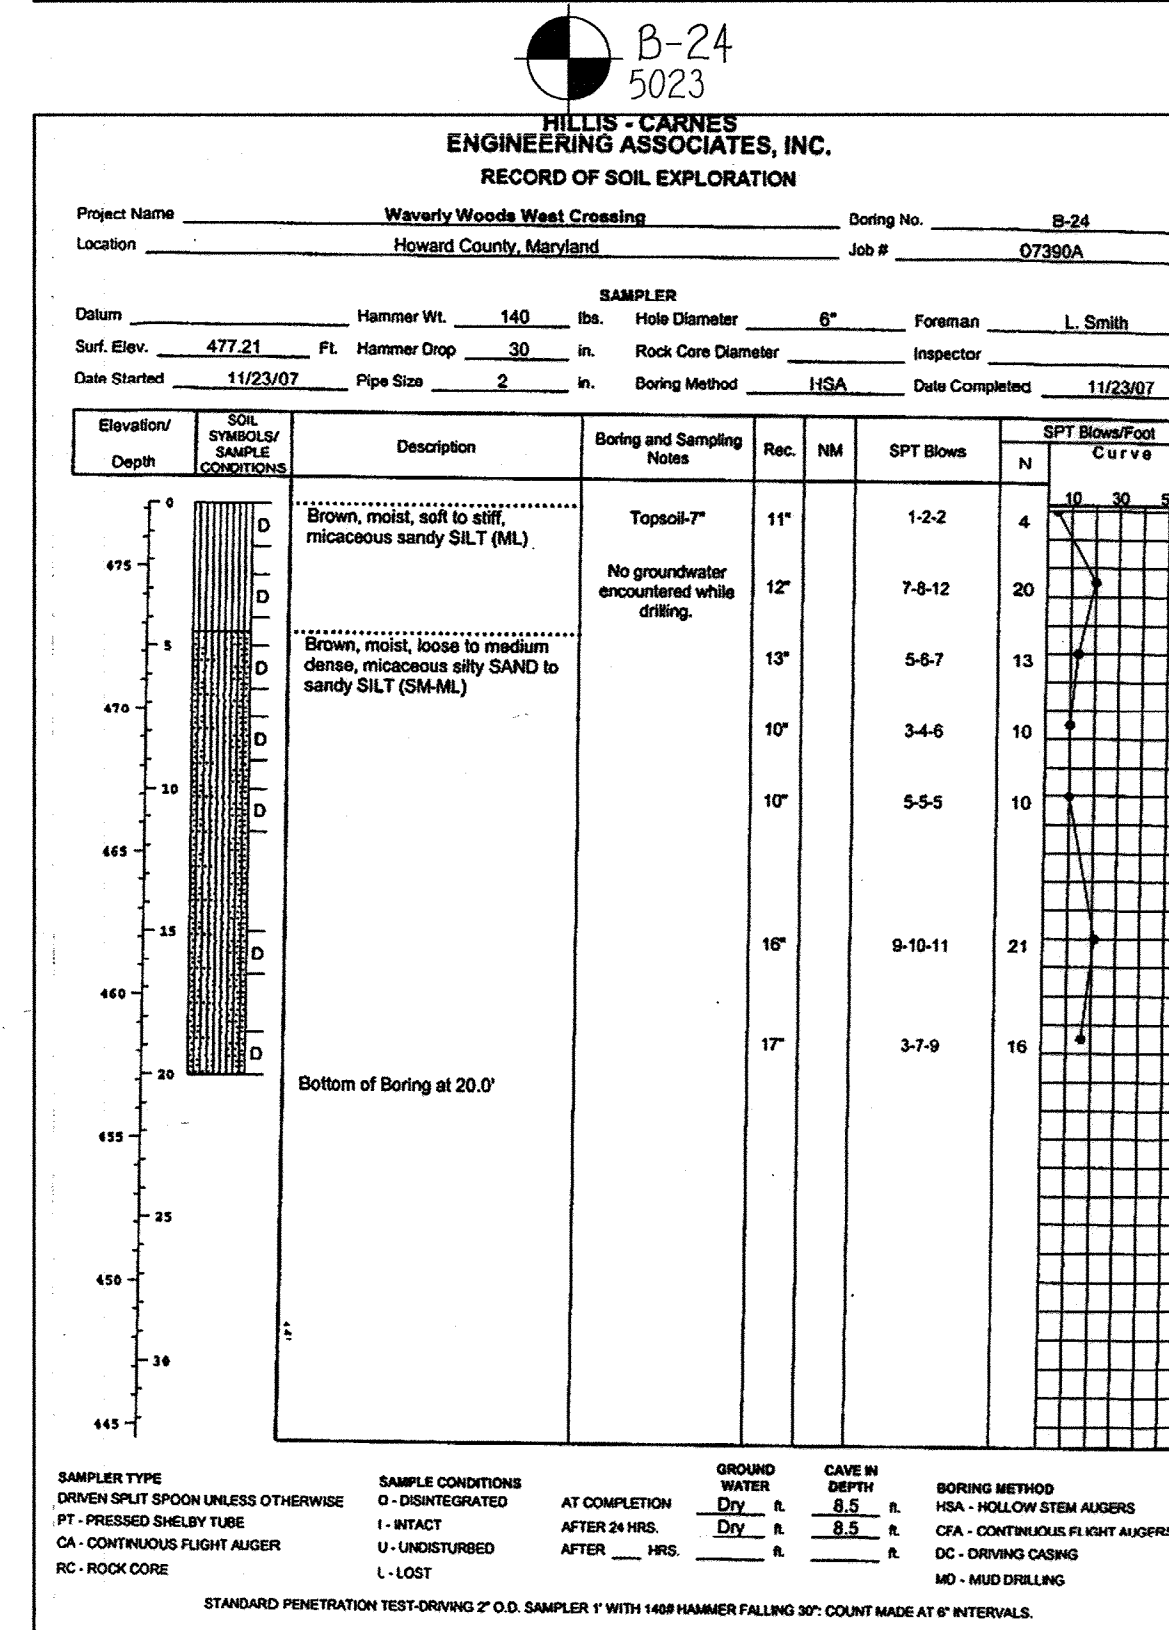 B-24
5023
HILLIS - CARNES
ENGINEERING ASSOCIATES, INC.
RECORD OF SOIL EXPLORATION
Project Name Waverly Woods West Crossing Boring No. B-24
Location Howard County, Maryland Job # 07390A
SAMPLER
Datum Hammer Wt. 140 lbs. Hole Diameter 6" Foreman L. Smith
Surf. Elev. 477.21 Ft. Hammer Drop 30 in. Rock Core Diameter Inspector
Date Started 11/23/07 Pipe Size 2 in. Boring Method HSA Date Completed 11/23/07
Elevation/ Depth SOIL SYMBOLS/ SAMPLE CONDITIONS Description Boring and Sampling Notes Rec. NM SPT Blows SPT Blows/Foot
N Curve
10 30 5
0
Brown, moist, soft to stiff, Topsoil-7" 11" 1-2-2 4
D micaceous sandy SILT (ML)
475
No groundwater
D encountered while 12" 7-8-12 20
drilling.
5 Brown, moist, loose to medium
D dense, micaceous silty SAND to 13" 5-6-7 13
sandy SILT (SM-ML)
470
D 10" 3-4-6 10
10
D 10" 5-5-5 10
465
15
D 16" 9-10-11 21
460
D 17" 3-7-9 16
20 Bottom of Boring at 20.0'
455
25
450
30
445
SAMPLER TYPE
DRIVEN SPLIT SPOON UNLESS OTHERWISE
PT - PRESSED SHELBY TUBE
CA - CONTINUOUS FLIGHT AUGER
RC - ROCK CORE
SAMPLE CONDITIONS
D - DISINTEGRATED
I - INTACT
U - UNDISTURBED
L - LOST
GROUND WATER CAVE IN DEPTH
AT COMPLETION Dry ft. 8.5 ft.
AFTER 24 HRS. Dry ft. 8.5 ft.
AFTER ___ HRS. ft. ft.
BORING METHOD
HSA - HOLLOW STEM AUGERS
CFA - CONTINUOUS FLIGHT AUGERS
DC - DRIVING CASING
MD - MUD DRILLING
STANDARD PENETRATION TEST-DRIVING 2" O.D. SAMPLER 1' WITH 140# HAMMER FALLING 30": COUNT MADE AT 6" INTERVALS.